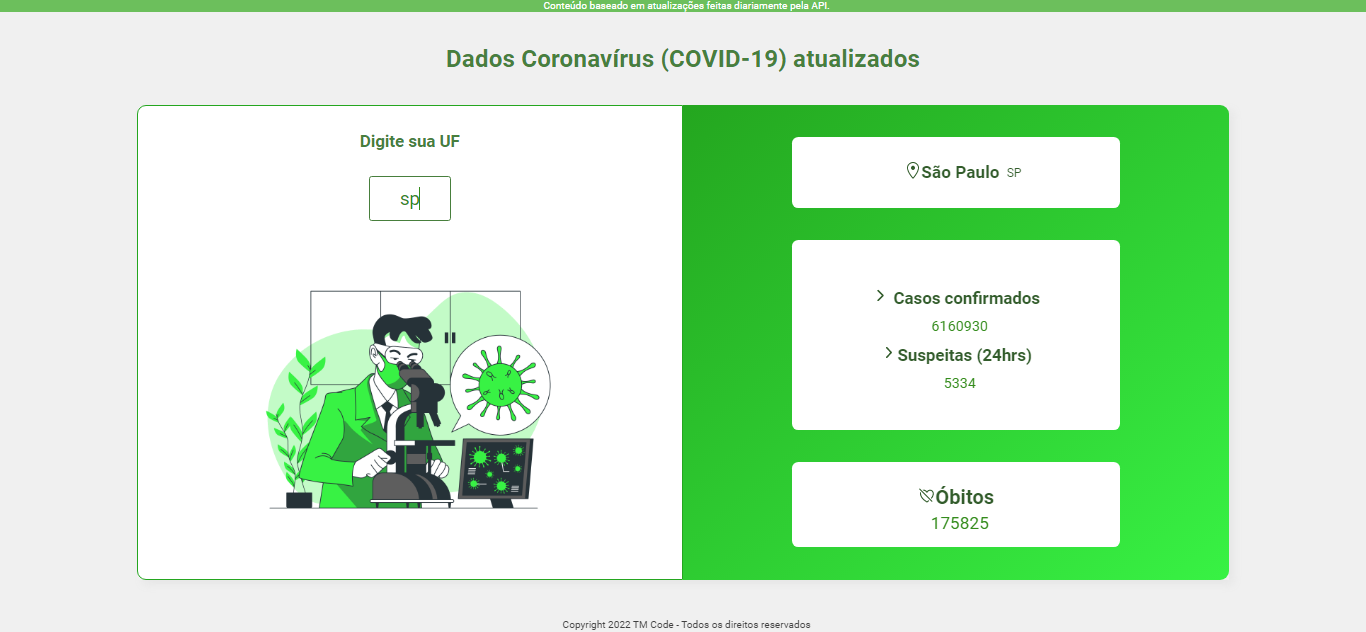 Conteúdo baseado em atualizações feitas diariamente pela API.
Dados Coronavírus (COVID-19) atualizados
Digite sua UF
sp
São Paulo SP
Casos confirmados
6160930
Suspeitas (24hrs)
5334
Óbitos
175825
Copyright 2022 TM Code - Todos os direitos reservados